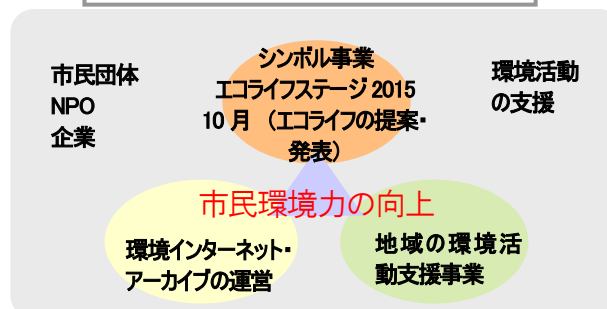 市民団体
NPO
企業
シンボル事業
エコライフステージ 2015
10 月 （エコライフの提案・
発表）
環境活動
の支援
市民環境力の向上
環境インターネット・
アーカイブの運営
地域の環境活
動支援事業